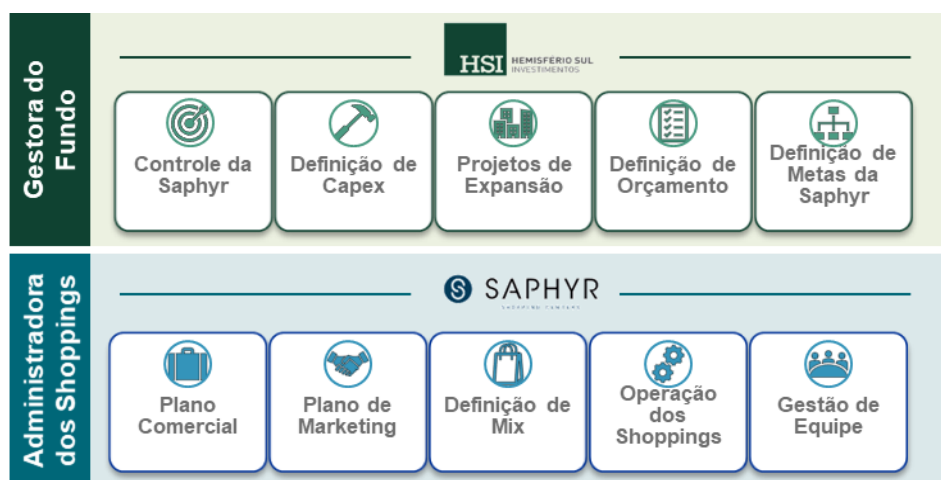 Gestora do
Fundo
HSI
HEMISFÉRIO SUL
INVESTIMENTOS
Controle da
Saphyr
Definição de
Capex
Projetos de
Expansão
Definição de
Orçamento
Definição de
Metas da
Saphyr
Administradora
dos Shoppings
SAPHYR
Plano
Comercial
Plano de
Marketing
Definição de
Mix
Operação
dos
Shoppings
Gestão de
Equipe